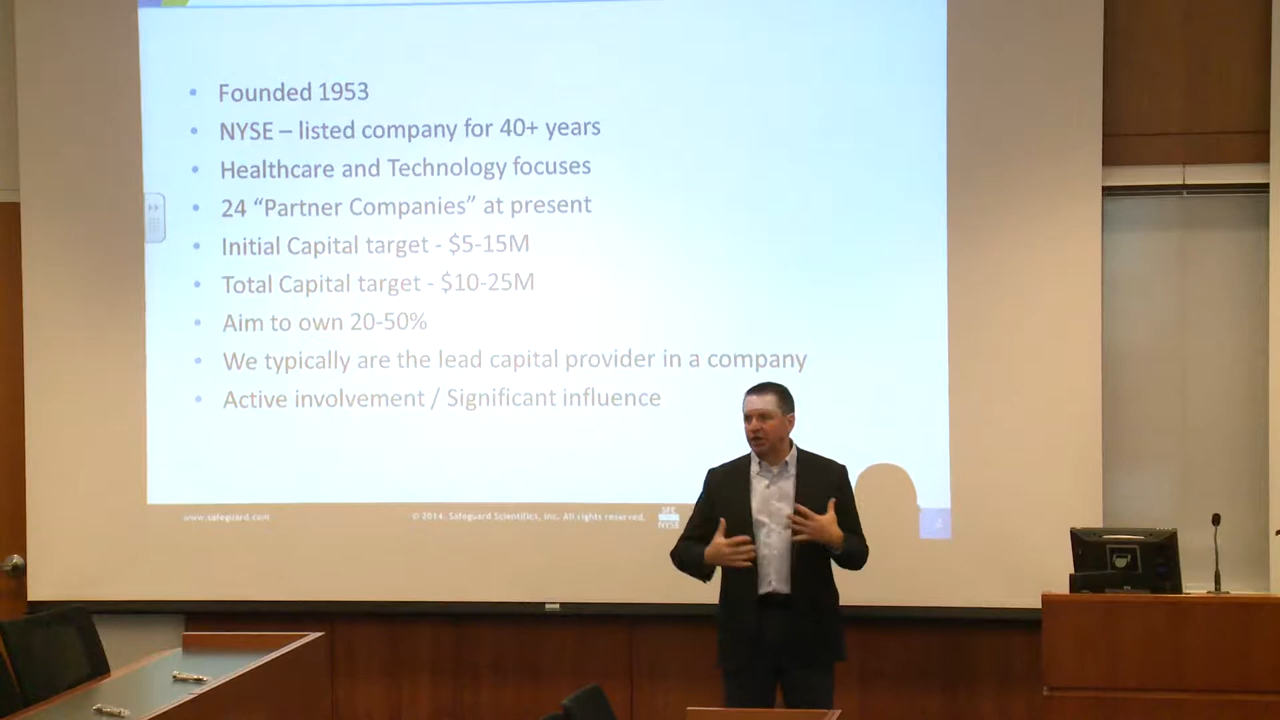 • Founded 1953
• NYSE – listed company for 40+ years
• Healthcare and Technology focuses
• 24 “Partner Companies” at present
• Initial Capital target - $5-15M
• Total Capital target - $10-25M
• Aim to own 20-50%
• We typically are the lead capital provider in a company
• Active involvement / Significant influence
www.safeguard.com © 2014. Safeguard Scientifics, Inc. All rights reserved. SFE
NYSE